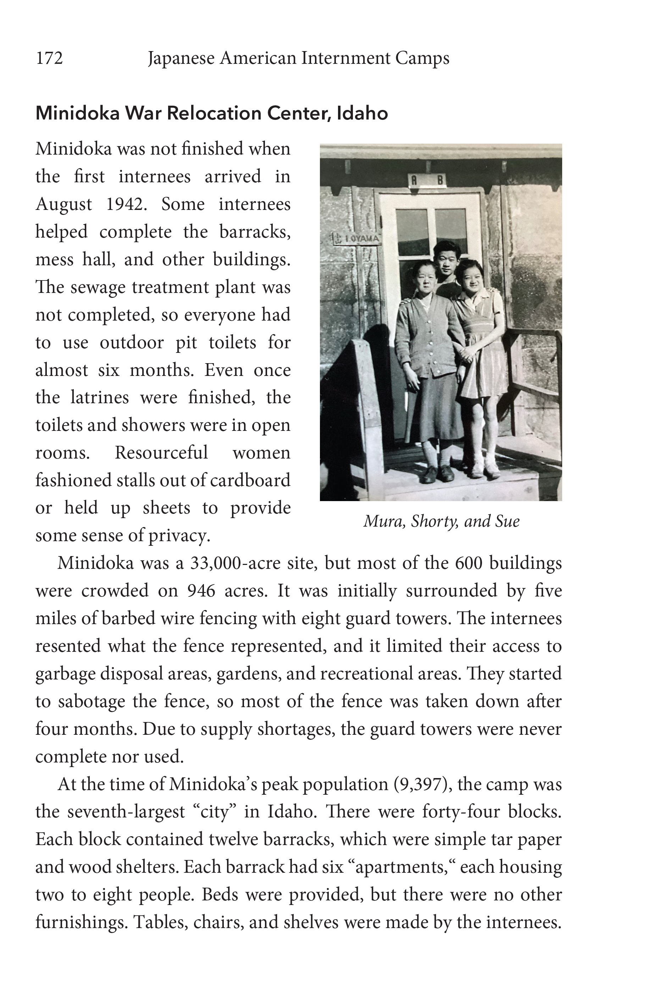 172 Japanese American Internment Camps
Minidoka War Relocation Center, Idaho
Minidoka was not finished when
the first internees arrived in
August 1942. Some internees
helped complete the barracks,
mess hall, and other buildings.
The sewage treatment plant was
not completed, so everyone had
to use outdoor pit toilets for
almost six months. Even once
the latrines were finished, the
toilets and showers were in open
rooms. Resourceful women
fashioned stalls out of cardboard
or held up sheets to provide
some sense of privacy.
A B
I.OYAMA
Mura, Shorty, and Sue
Minidoka was a 33,000-acre site, but most of the 600 buildings
were crowded on 946 acres. It was initially surrounded by five
miles of barbed wire fencing with eight guard towers. The internees
resented what the fence represented, and it limited their access to
garbage disposal areas, gardens, and recreational areas. They started
to sabotage the fence, so most of the fence was taken down after
four months. Due to supply shortages, the guard towers were never
complete nor used.
At the time of Minidoka’s peak population (9,397), the camp was
the seventh-largest “city” in Idaho. There were forty-four blocks.
Each block contained twelve barracks, which were simple tar paper
and wood shelters. Each barrack had six “apartments,“ each housing
two to eight people. Beds were provided, but there were no other
furnishings. Tables, chairs, and shelves were made by the internees.